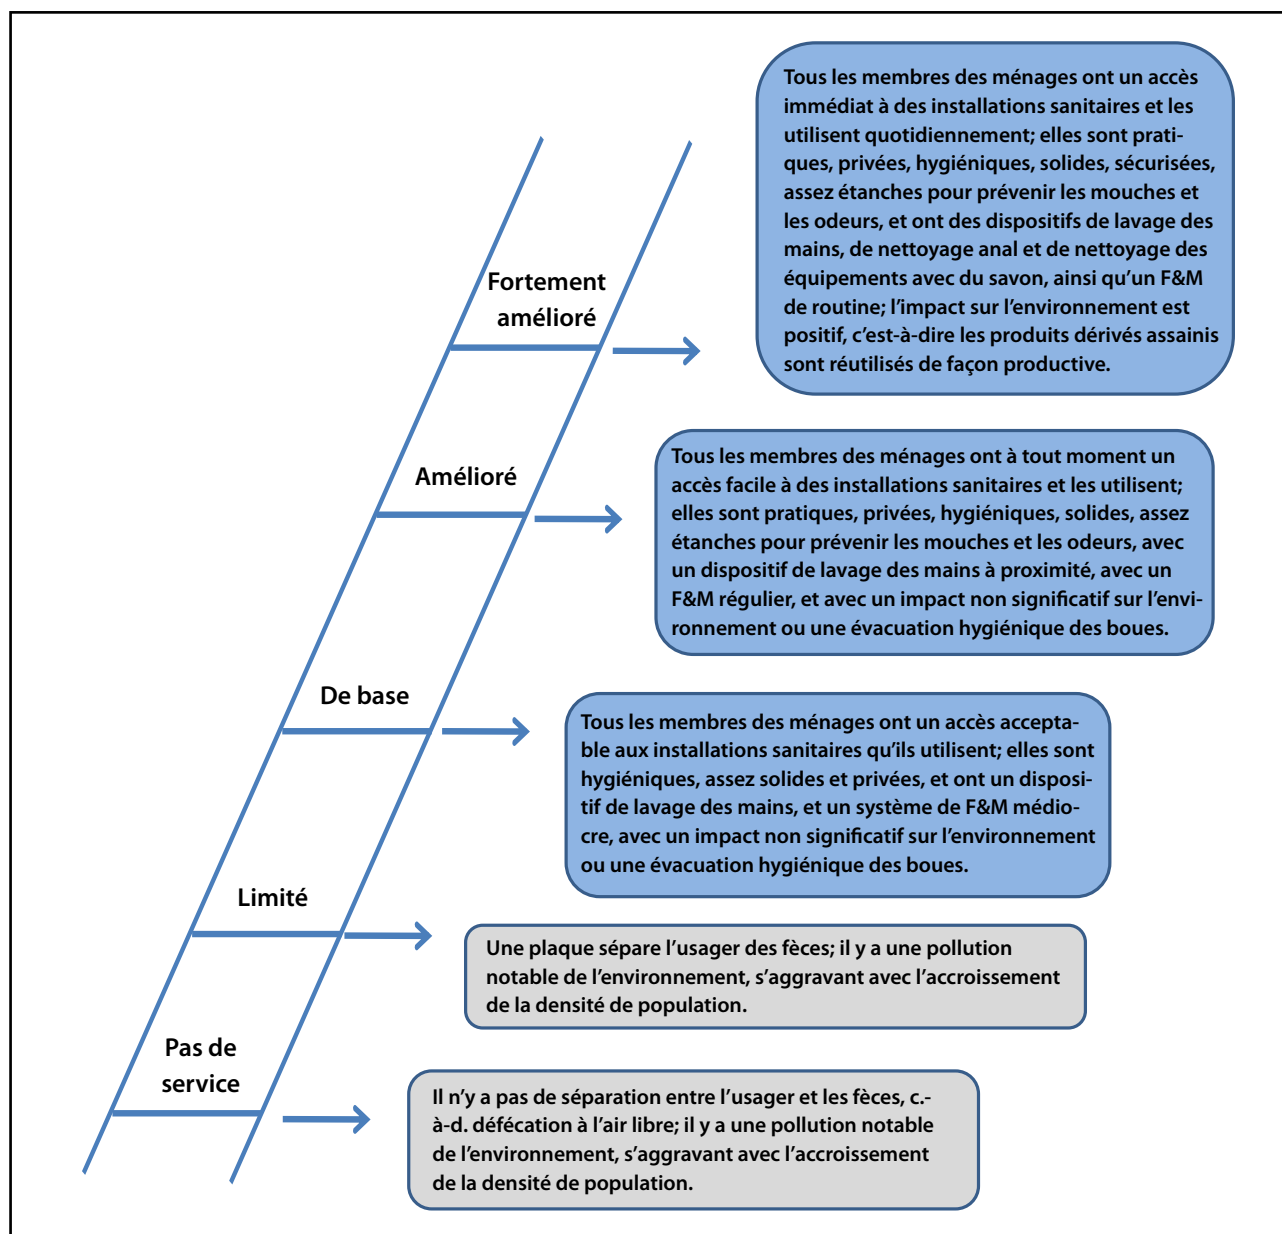 Tous les membres des ménages ont un accès
immédiat à des installations sanitaires et les
utilisent quotidiennement; elles sont prati-
ques, privées, hygiéniques, solides, sécurisées,
assez étanches pour prévenir les mouches et
les odeurs, et ont des dispositifs de lavage des
mains, de nettoyage anal et de nettoyage des
équipements avec du savon, ainsi qu’un F&M
de routine; l’impact sur l’environnement est
positif, c’est-à-dire les produits dérivés assainis
sont réutilisés de façon productive.
Fortement
amélioré
Tous les membres des ménages ont à tout moment un
accès facile à des installations sanitaires et les utilisent;
elles sont pratiques, privées, hygiéniques, solides, assez
étanches pour prévenir les mouches et les odeurs, avec
un dispositif de lavage des mains à proximité, avec un
F&M régulier, et avec un impact non significatif sur l’envi-
ronnement ou une évacuation hygiénique des boues.
Amélioré
De base
Tous les membres des ménages ont un accès accepta-
ble aux installations sanitaires qu’ils utilisent; elles sont
hygiéniques, assez solides et privées, et ont un disposi-
tif de lavage des mains, et un système de F&M médio-
cre, avec un impact non significatif sur l’environnement
ou une évacuation hygiénique des boues.
Limité
Une plaque sépare l’usager des fèces; il y a une pollution
notable de l’environnement, s’aggravant avec l’accroissement
de la densité de population.
Pas de
service
Il n’y a pas de séparation entre l’usager et les fèces, c.-
à-d. défécation à l’air libre; il y a une pollution notable
de l’environnement, s’aggravant avec l’accroissement
de la densité de population.